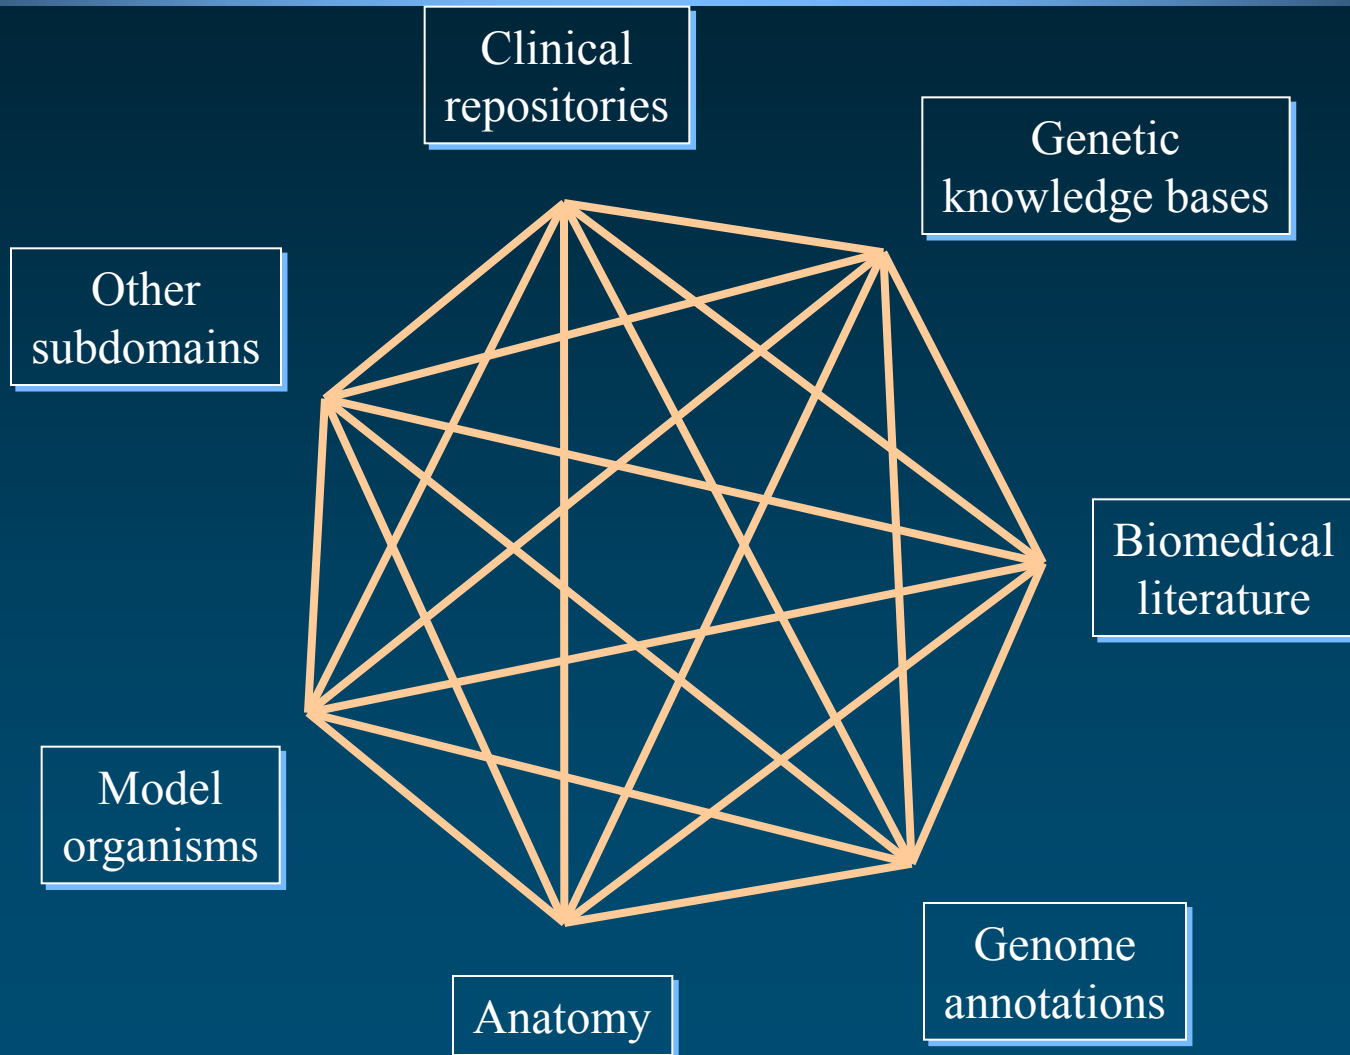 Clinical
repositories
Genetic
knowledge bases
Other
subdomains
Biomedical
literature
Model
organisms
Genome
annotations
Anatomy